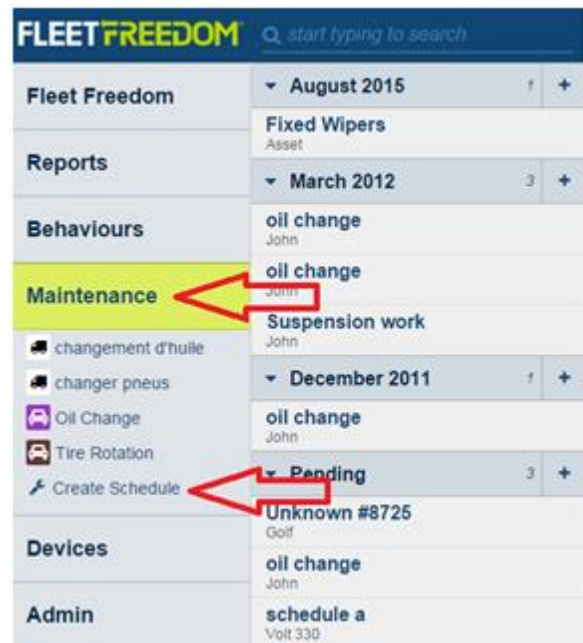 FLEETFREEDOM
start typing to search
Fleet Freedom
Reports
Behaviours
Maintenance
changement d'huile
changer pneus
Oil Change
Tire Rotation
Create Schedule
Devices
Admin
August 2015 1 +
Fixed Wipers
Asset
March 2012 3 +
oil change
John
oil change
John
Suspension work
John
December 2011 1 +
oil change
John
Pending 3 +
Unknown #8725
Golf
oil change
John
schedule a
Volt 330